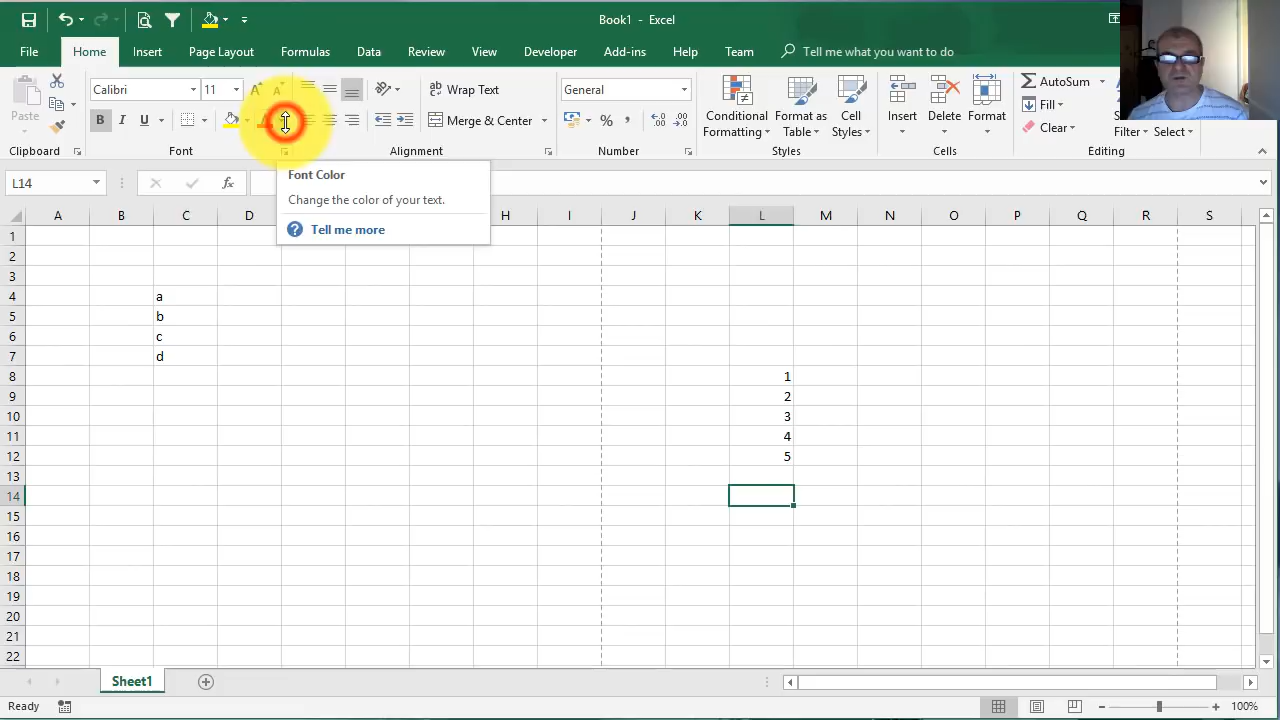 Book1 - Excel
File Home Insert Page Layout Formulas Data Review View Developer Add-ins Help Team Tell me what you want to do
Calibri 11 Wrap Text General AutoSum
Paste B I U A Merge & Center % , Conditional Formatting Format as Table Cell Styles Insert Delete Format Fill
Clear Filter Select
Clipboard Font Alignment Number Styles Cells Editing
L14 fx
Font Color
Change the color of your text.
Tell me more
A B C D H I J K L M N O P Q R S
1
2
3
4 a
5 b
6 c
7 d
8 1
9 2
10 3
11 4
12 5
13
14
15
16
17
18
19
20
21
22
Sheet1
Ready 100%